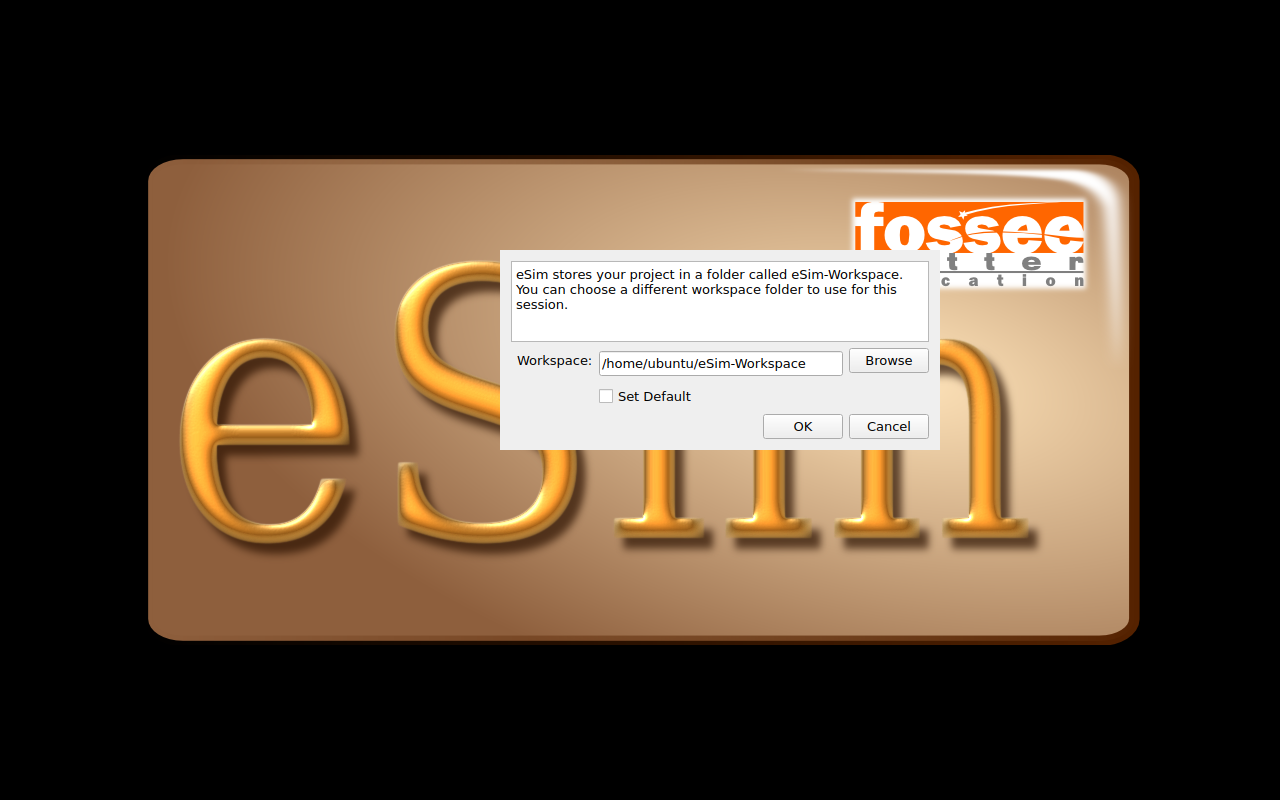 fossee
tter
cation
eSim stores your project in a folder called eSim-Workspace.
You can choose a different workspace folder to use for this
session.
Workspace: /home/ubuntu/eSim-Workspace Browse
Set Default
OK Cancel
eSim